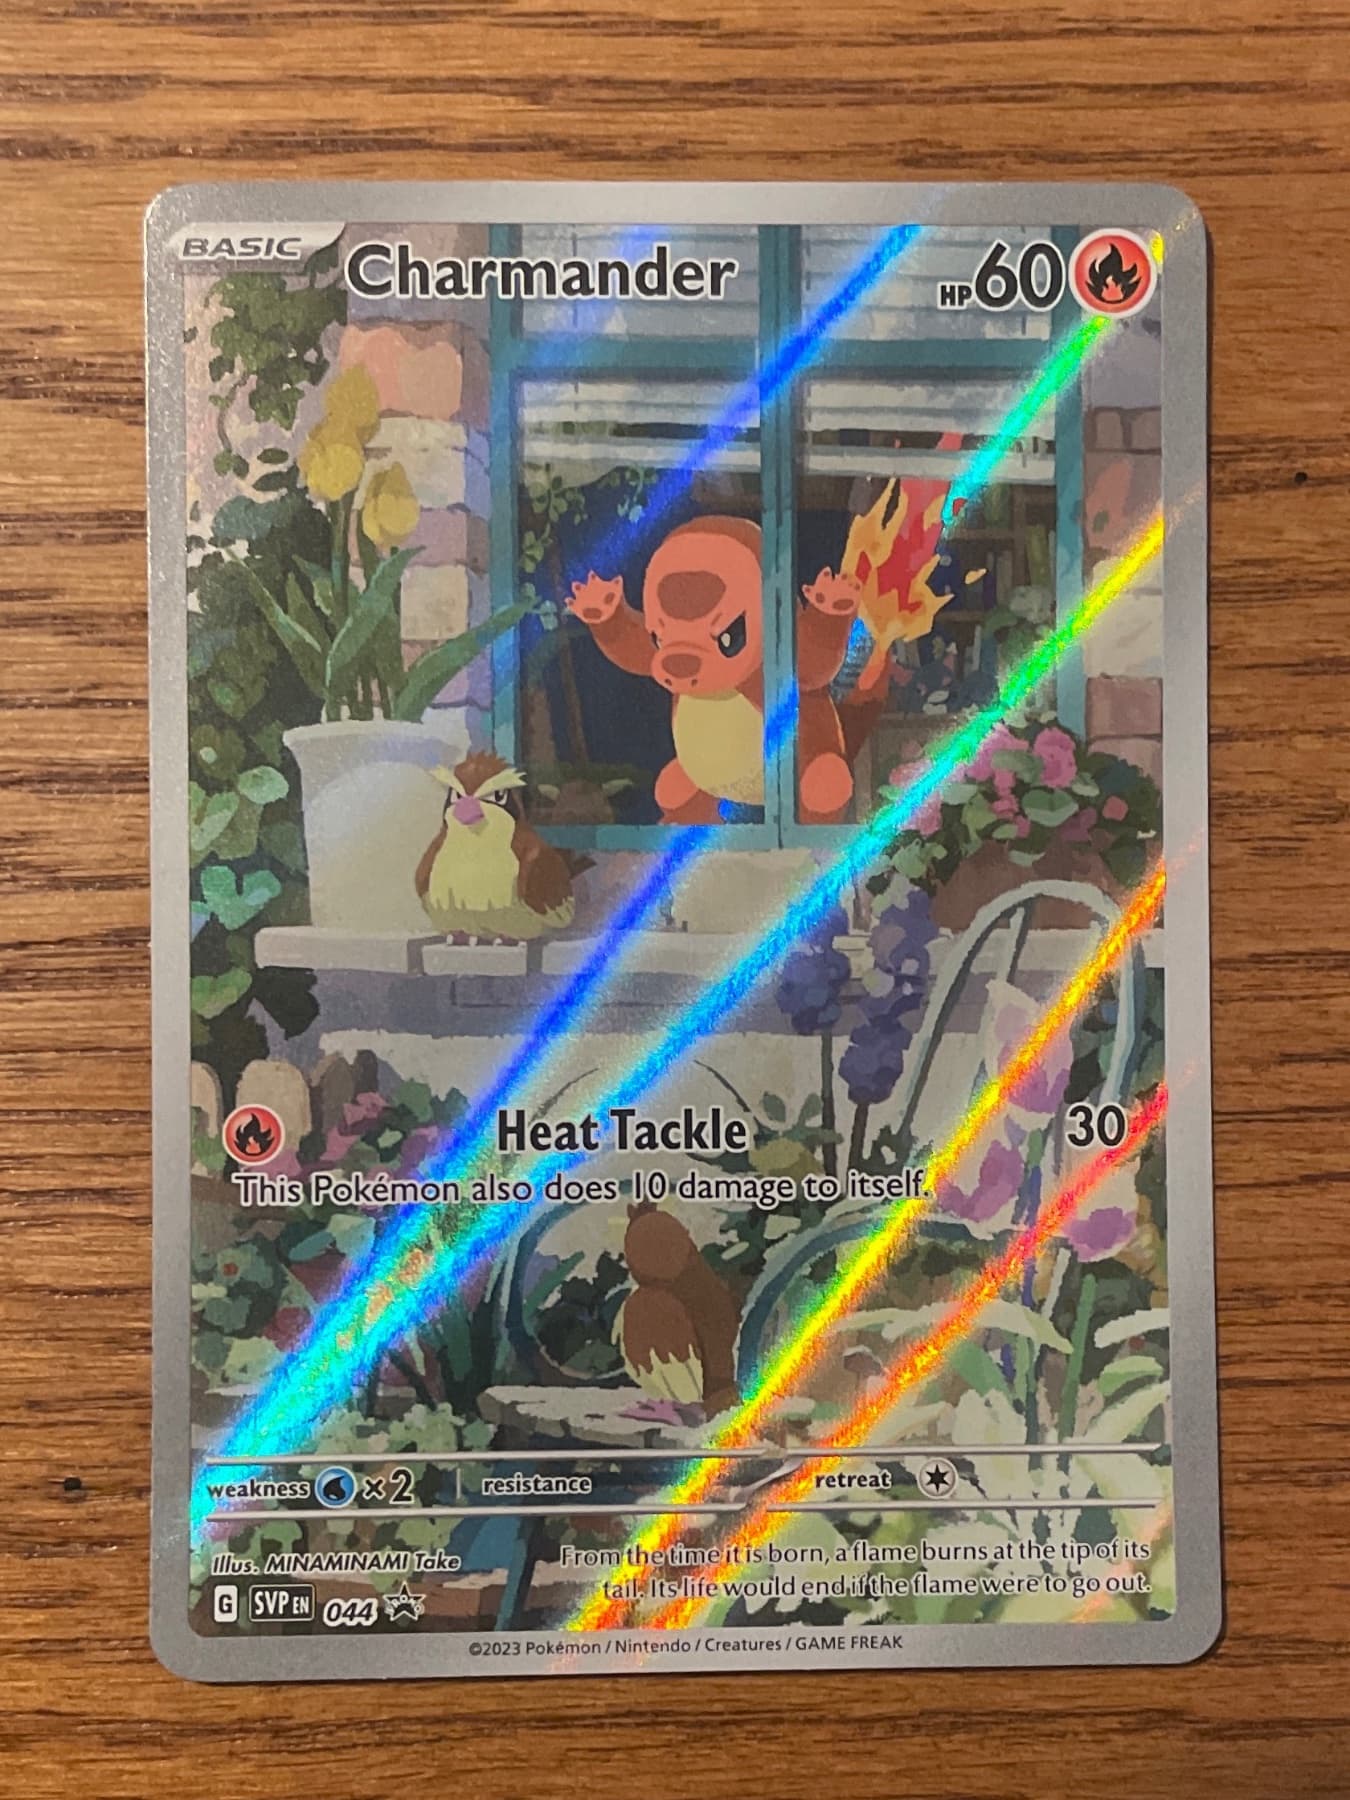 BASIC
Charmander
HP60
Heat Tackle 30
This Pokémon also does 10 damage to itself.
weakness ×2 resistance retreat
Illus. MINAMINAMI Take
From the time it is born, a flame burns at the tip of its
tail. Its life would end if the flame were to go out.
G SVP EN 044
©2023 Pokémon / Nintendo / Creatures / GAME FREAK